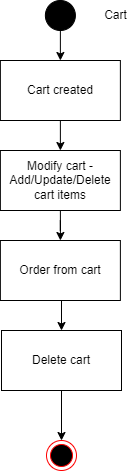 Cart
Cart created
Modify cart -
Add/Update/Delete
cart items
Order from cart
Delete cart